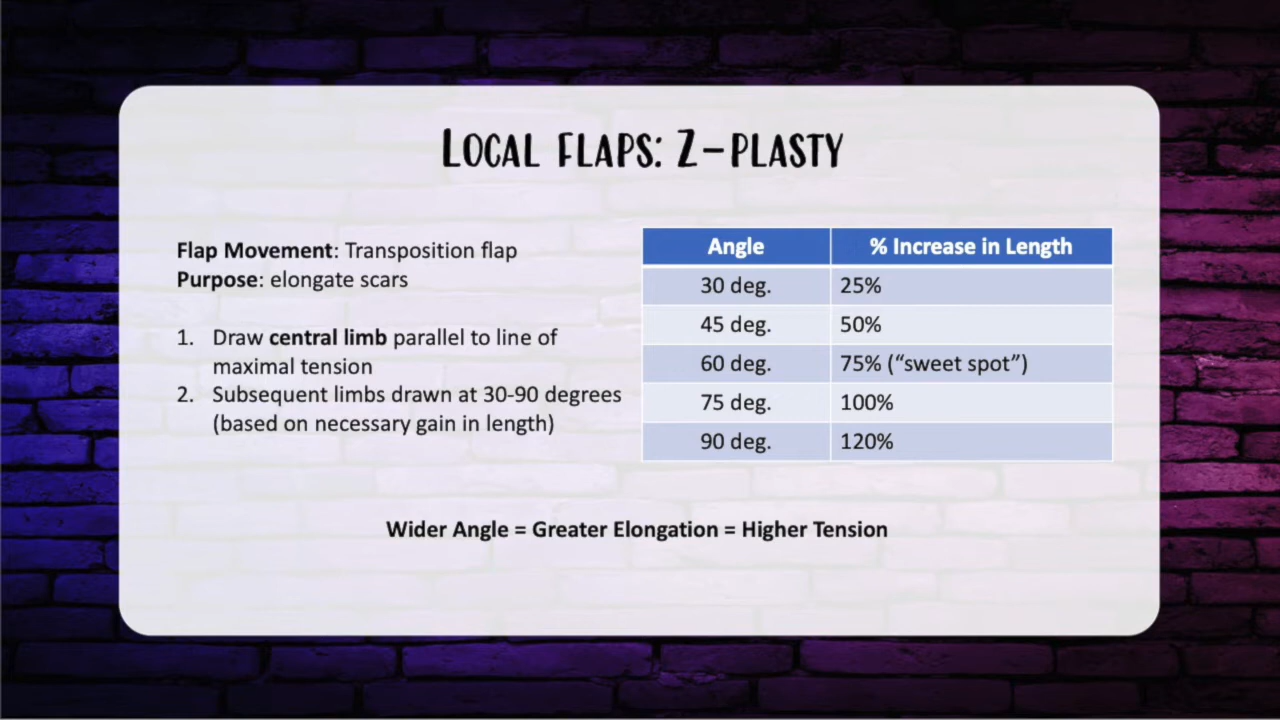 LOCAL FLAPS: Z-PLASTY
Flap Movement: Transposition flap
Purpose: elongate scars
1. Draw central limb parallel to line of
maximal tension
2. Subsequent limbs drawn at 30-90 degrees
(based on necessary gain in length)
Angle % Increase in Length
30 deg. 25%
45 deg. 50%
60 deg. 75% (“sweet spot”)
75 deg. 100%
90 deg. 120%
Wider Angle = Greater Elongation = Higher Tension